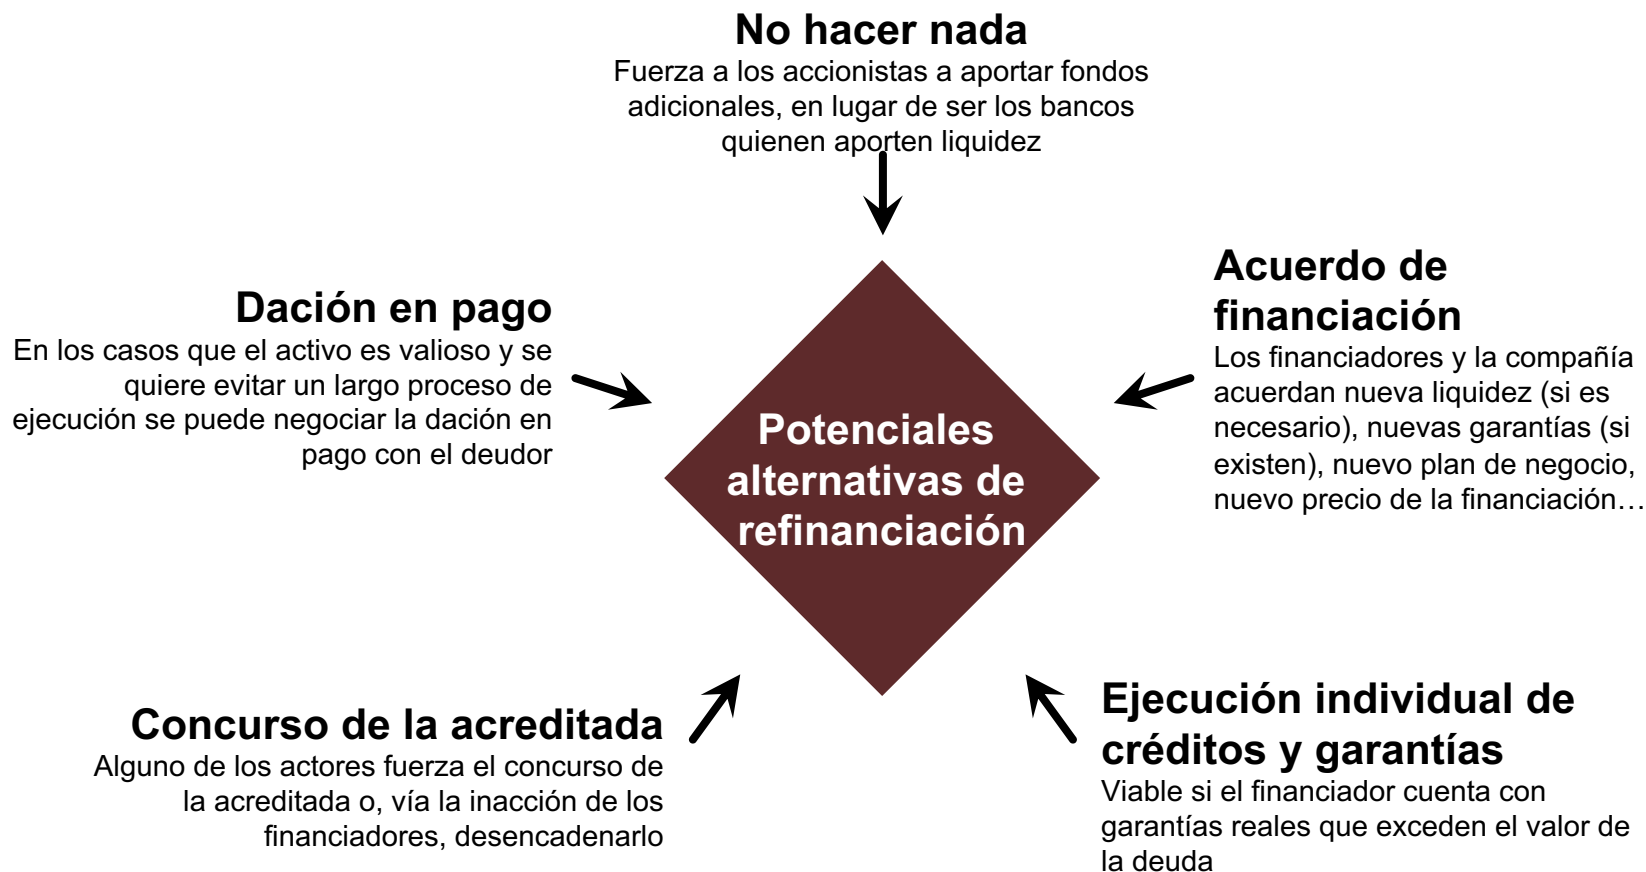 No hacer nada
Fuerza a los accionistas a aportar fondos
adicionales, en lugar de ser los bancos
quienen aporten liquidez
Dación en pago
En los casos que el activo es valioso y se
quiere evitar un largo proceso de
ejecución se puede negociar la dación en
pago con el deudor
Acuerdo de
financiación
Los financiadores y la compañía
acuerdan nueva liquidez (si es
necesario), nuevas garantías (si
existen), nuevo plan de negocio,
nuevo precio de la financiación…
Potenciales
alternativas de
refinanciación
Concurso de la acreditada
Alguno de los actores fuerza el concurso de
la acreditada o, vía la inacción de los
financiadores, desencadenarlo
Ejecución individual de
créditos y garantías
Viable si el financiador cuenta con
garantías reales que exceden el valor de
la deuda